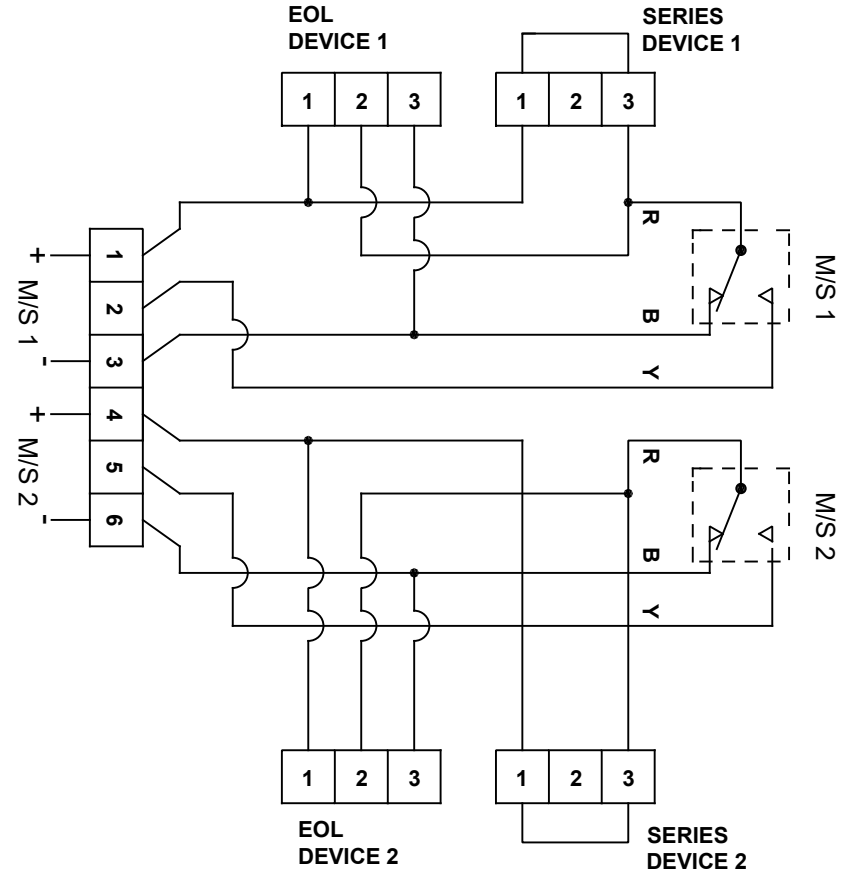 EOL
DEVICE 1
SERIES
DEVICE 1
1 2 3
1 2 3
R
M/S 1
B
Y
+ 1
M/S 1
2
- 3
+ 4
M/S 2
5
- 6
R
M/S 2
B
Y
1 2 3
1 2 3
EOL
DEVICE 2
SERIES
DEVICE 2